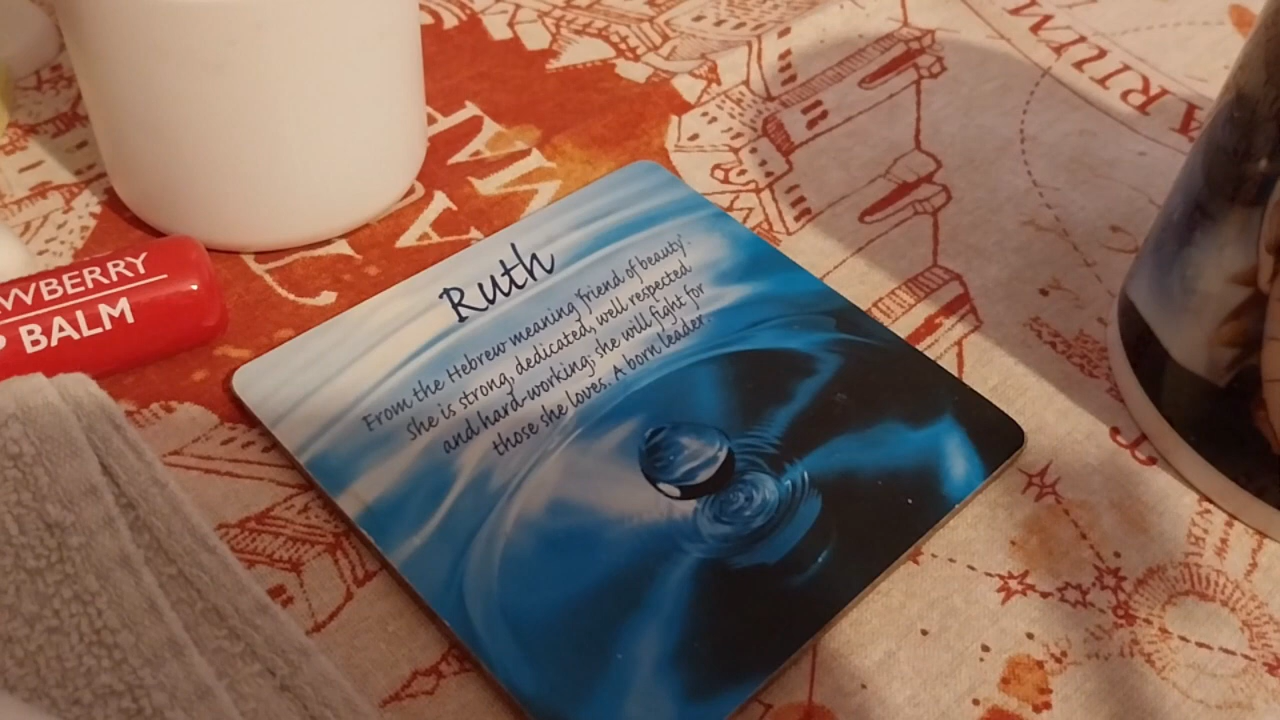 Ruth
From the Hebrew meaning 'friend of beauty'.
She is strong, dedicated, well respected
and hard-working; she will fight for
those she loves. A born leader.
WBERRY
BALM
ARIUM